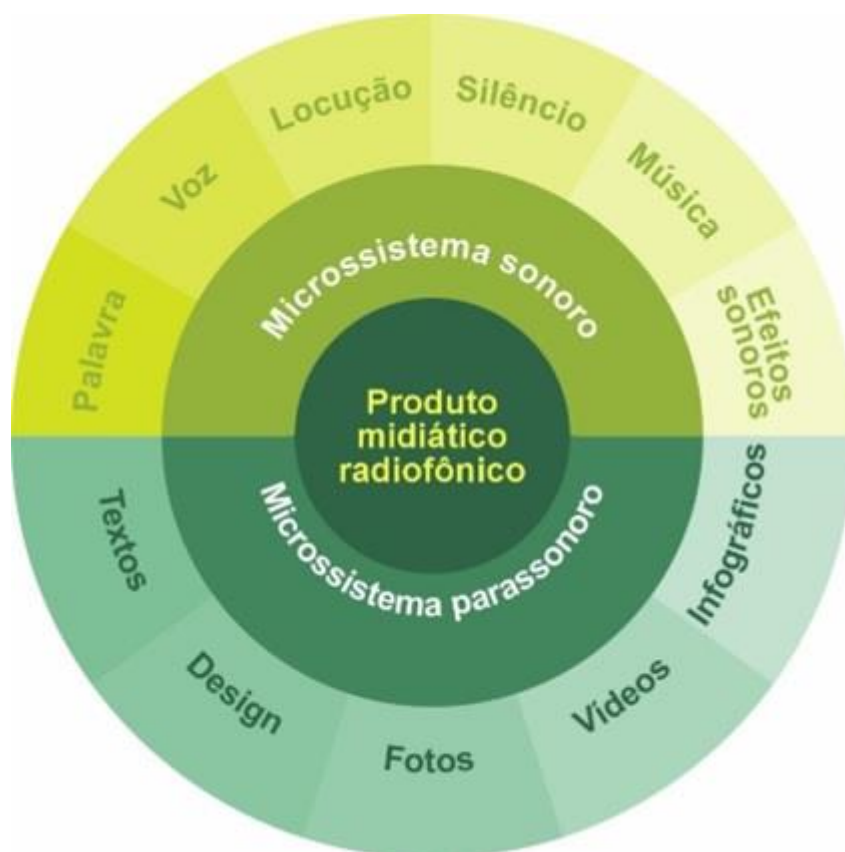 Palavra
Voz
Locução
Silêncio
Música
Efeitos
sonoros
Microssistema sonoro
Produto
midiático
radiofônico
Microssistema parassonoro
Textos
Design
Fotos
Vídeos
Infográficos